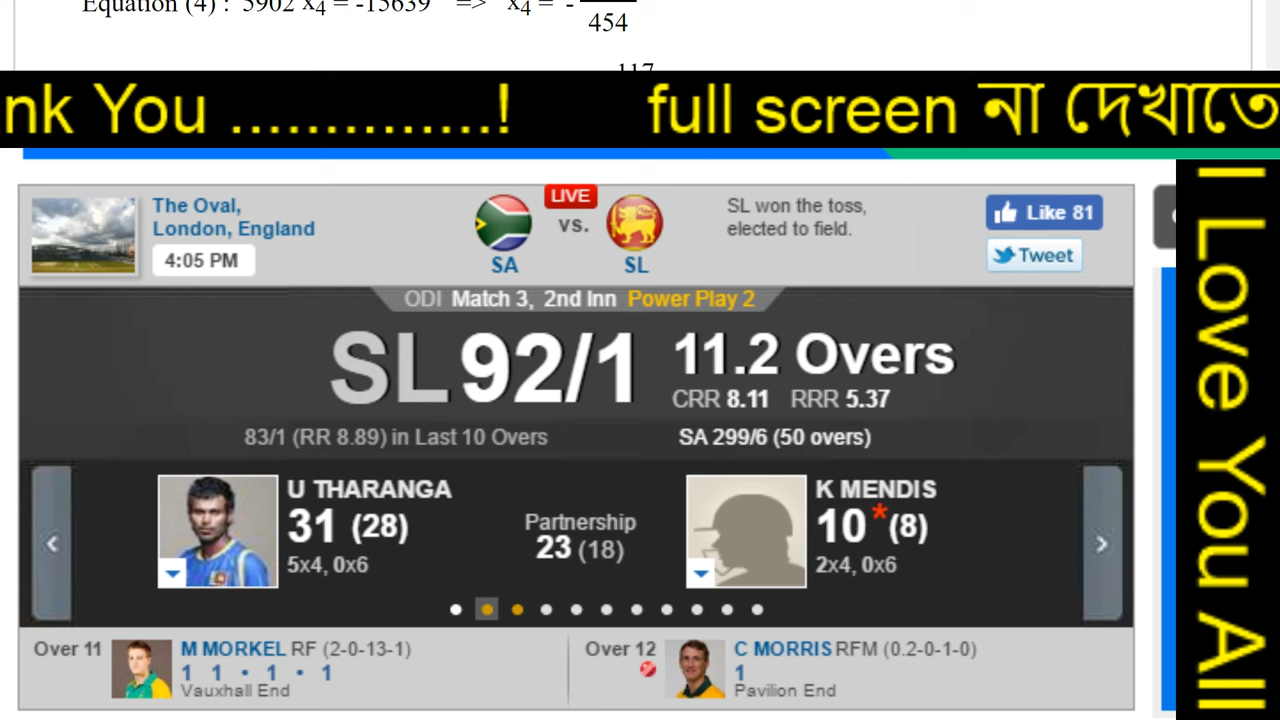 Equation (4) : 5902 x4 = -15639 => x4 = -
454
117
nk You ..............! full screen না দেখাতে
The Oval,
London, England
4:05 PM
LIVE
vs.
SA
SL
SL won the toss,
elected to field.
Like 81
Tweet
ODI Match 3, 2nd Inn Power Play 2
SL 92/1
11.2 Overs
CRR 8.11 RRR 5.37
83/1 (RR 8.89) in Last 10 Overs
SA 299/6 (50 overs)
U THARANGA
31 (28)
5x4, 0x6
Partnership
23 (18)
K MENDIS
10*(8)
2x4, 0x6
Over 11
M MORKEL RF (2-0-13-1)
1 1 • 1 • 1
Vauxhall End
Over 12
C MORRIS RFM (0.2-0-1-0)
1
Pavilion End
I Love You All